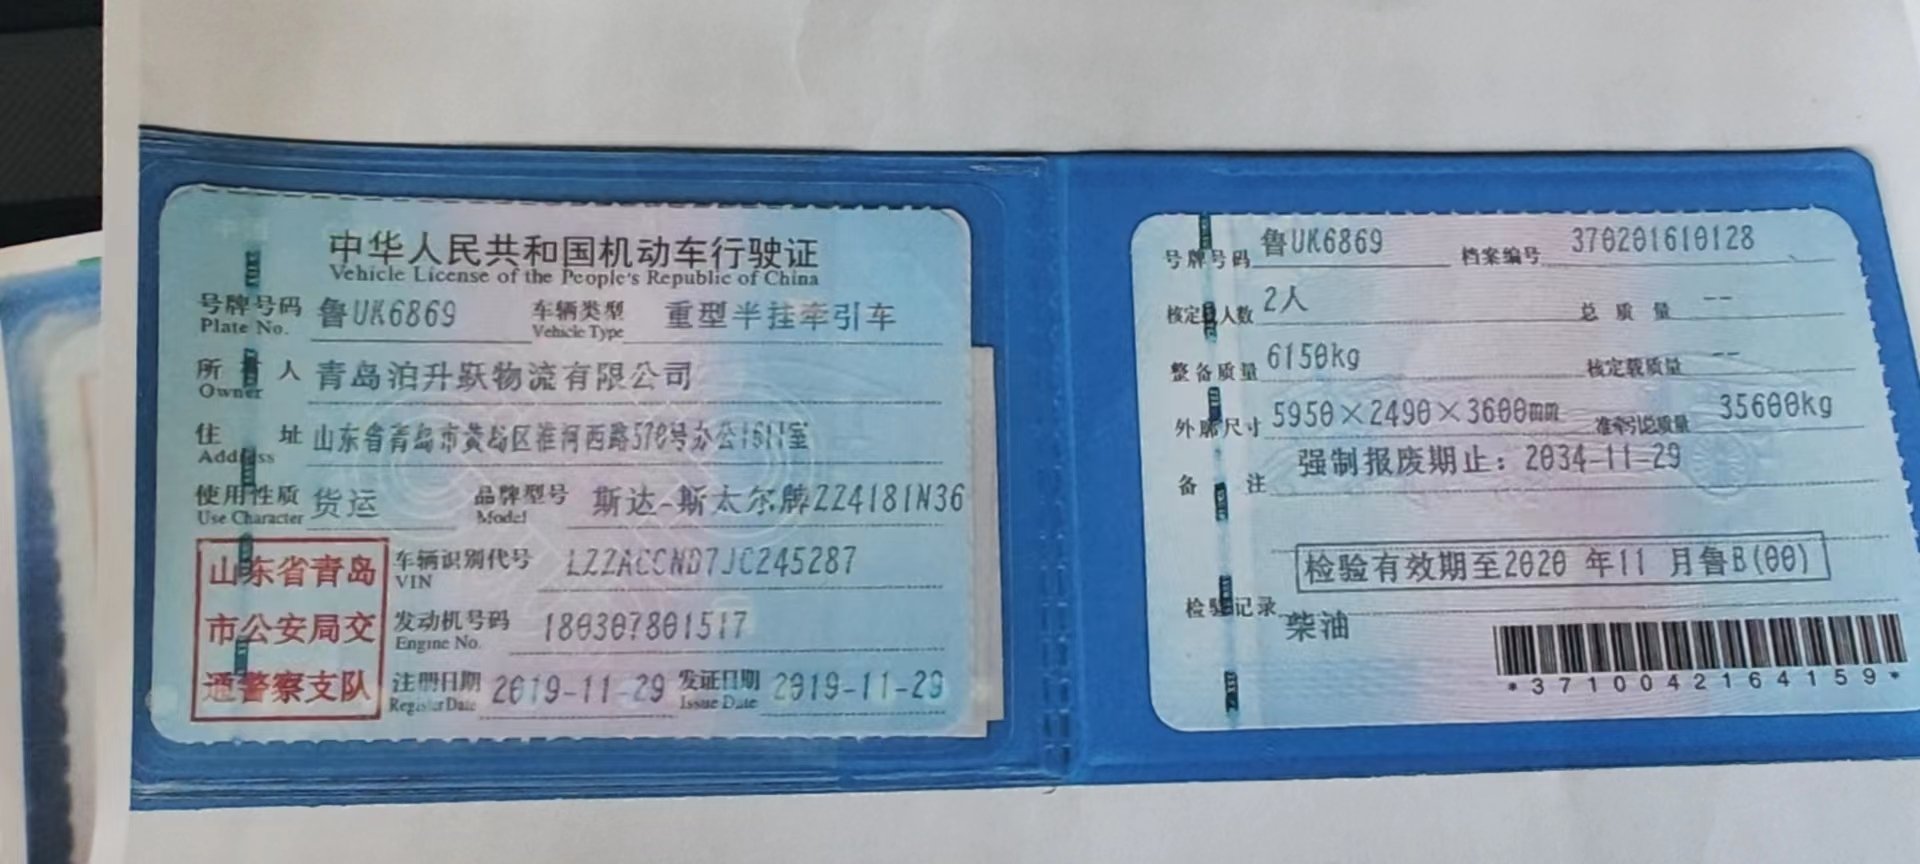 中华人民共和国机动车行驶证
Vehicle License of the People's Republic of China
号牌号码 鲁UK6869 车辆类型 重型半挂牵引车
Plate No. Vehicle Type
所有人 青岛泊升跃物流有限公司
Owner
住址 山东省青岛市黄岛区淮河西路570号办公1611室
Address
使用性质 货运 品牌型号 斯达-斯太尔牌ZZ4181N36
Use Character Model
山东省青岛
市公安局交
通警察支队
车辆识别代号 LZZACCND7JC245287
VIN
发动机号码 180307801517
Engine No.
注册日期 2019-11-29 发证日期 2019-11-29
Register Date Issue Date
号牌号码 鲁UK6869 档案编号 370201610128
核定载人数 2人 总质量 --
整备质量 6150kg 核定载质量 --
外廓尺寸 5950×2490×3600mm 准牵引总质量 35600kg
备注 强制报废期止：2034-11-29
检验有效期至2020 年11 月鲁B(00)
检验记录
柴油
*3710042164159*